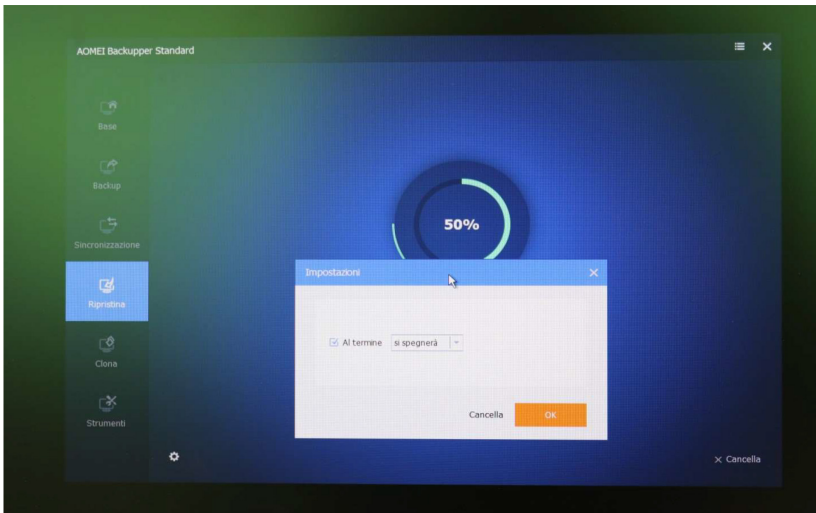 AOMEI Backupper Standard
Base
Backup
Sincronizzazione
Ripristina
Clona
Strumenti
50%
Impostazioni
Al termine si spegnerà
Cancella OK
Cancella